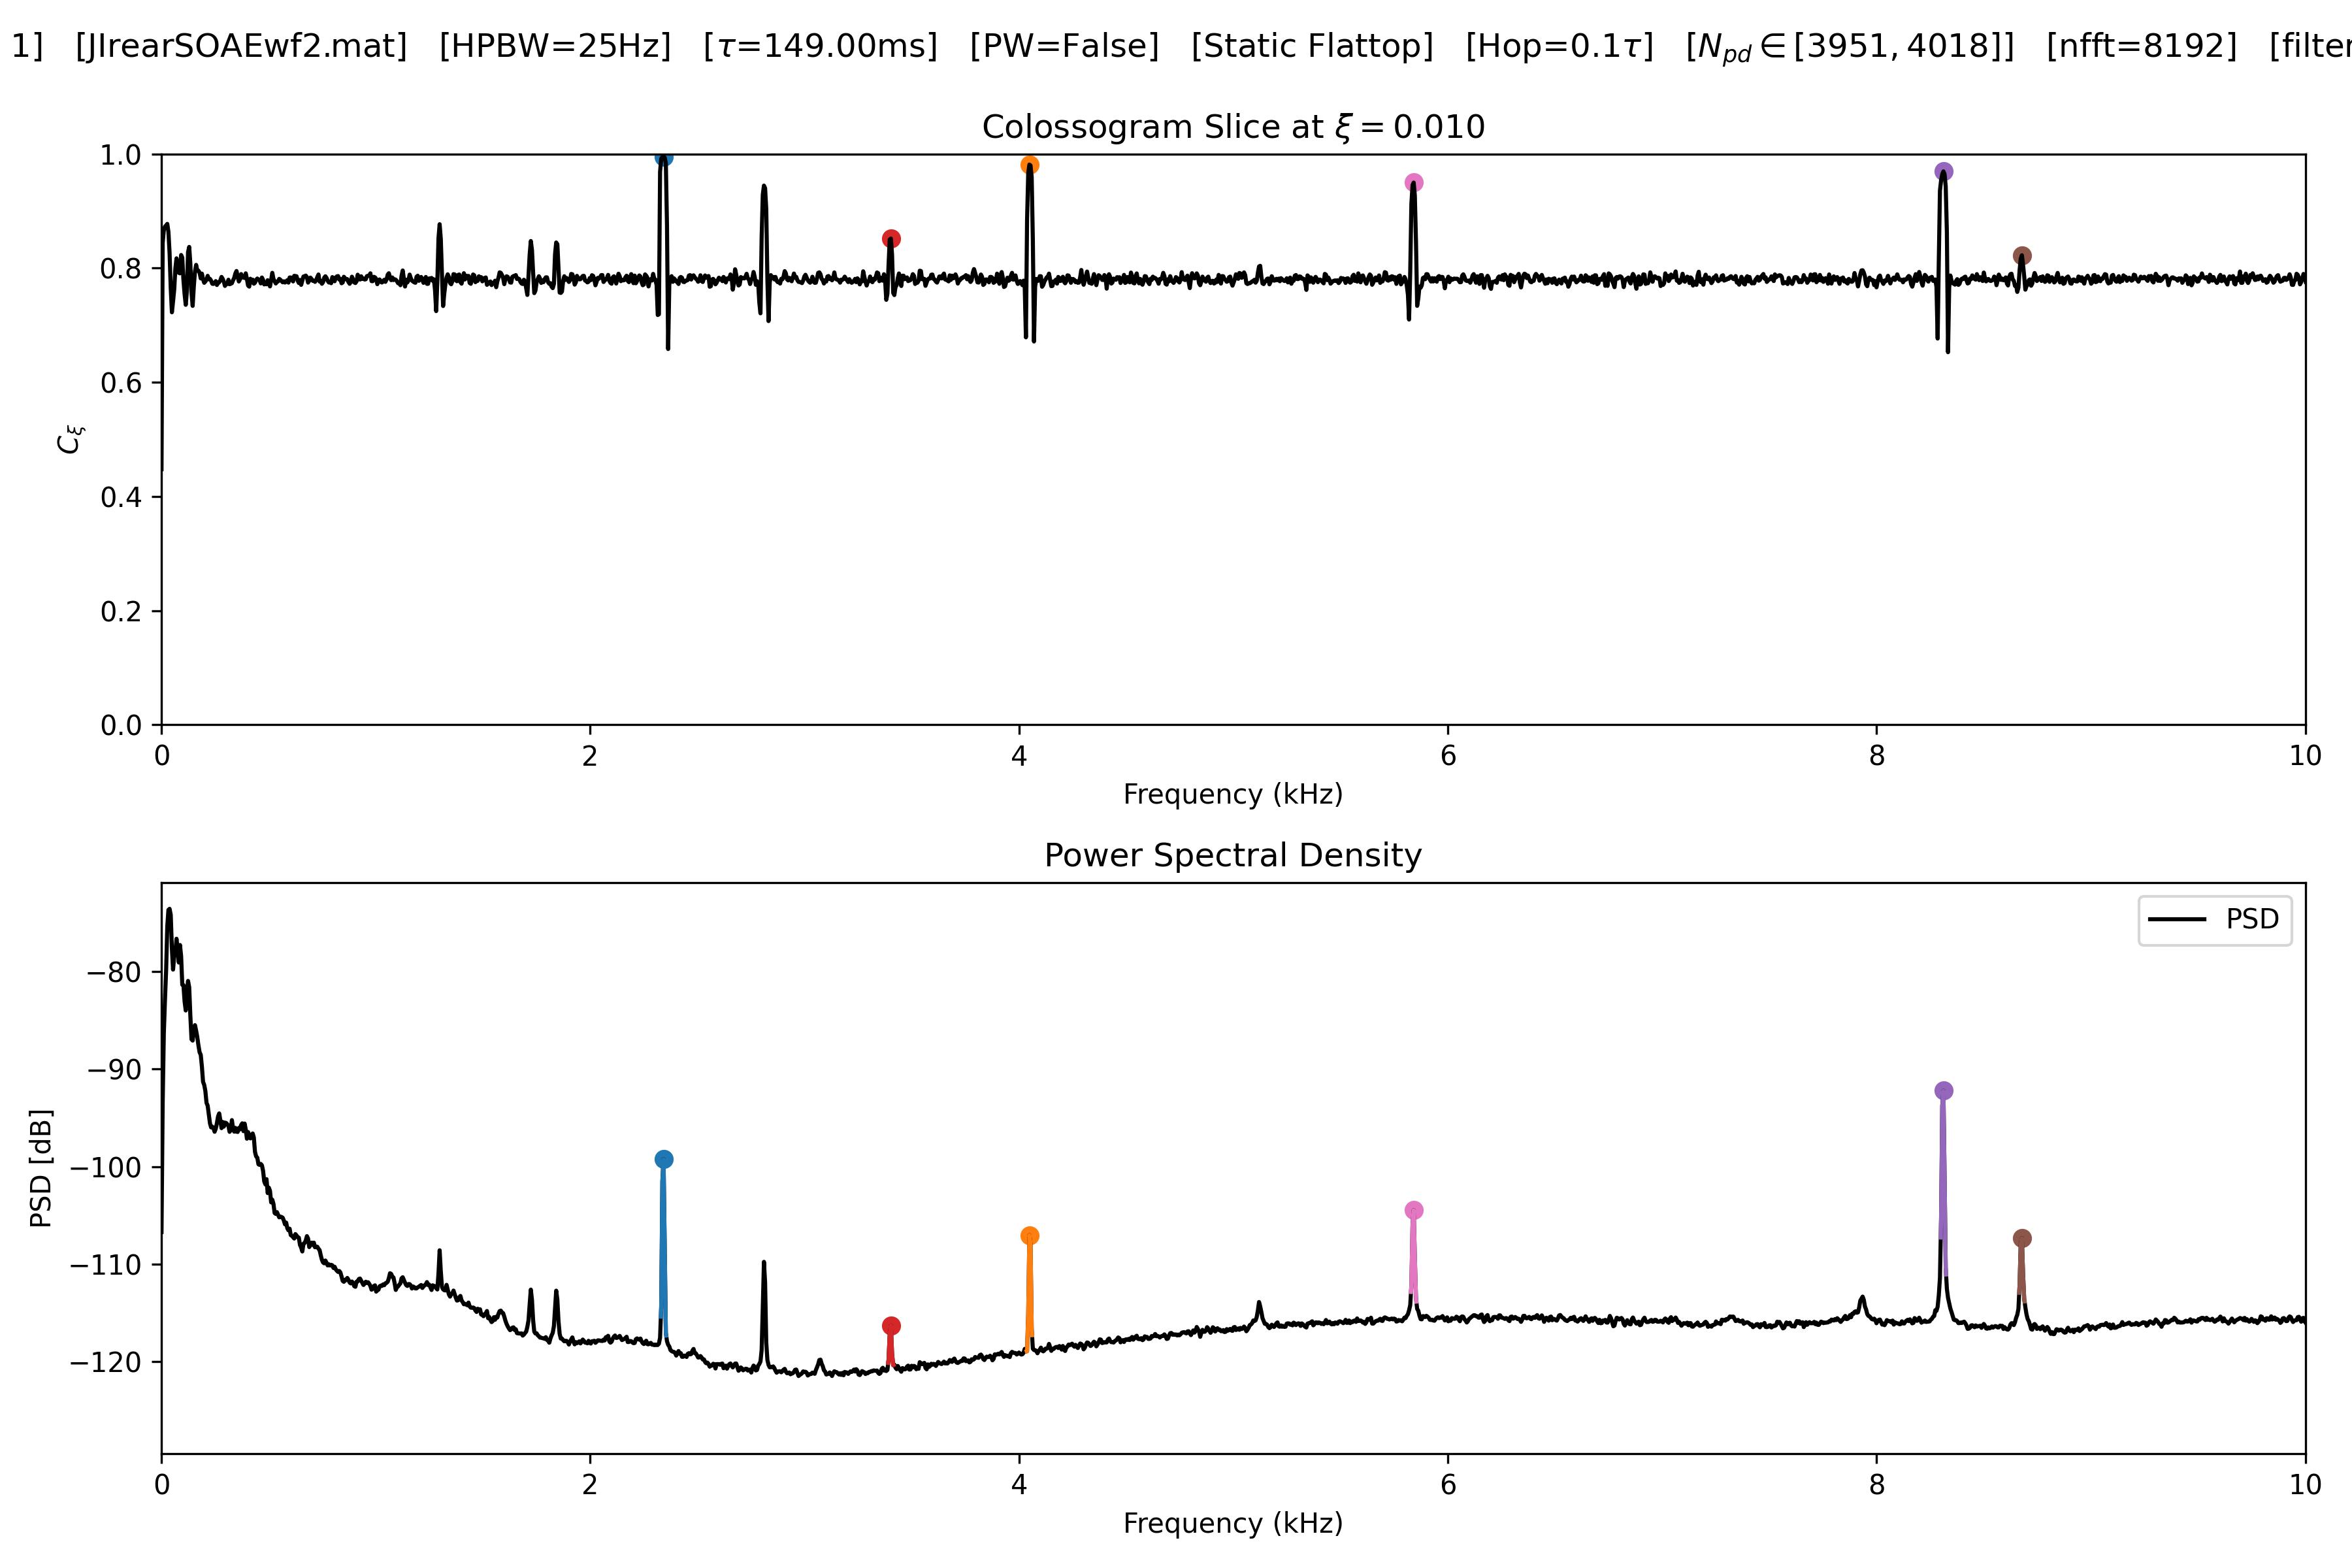 1] [JIrearSOAEwf2.mat] [HPBW=25Hz] [τ=149.00ms] [PW=False] [Static Flattop] [Hop=0.1τ] [N_pd ∈ [3951, 4018]] [nfft=8192] [filter
Colossogram Slice at ξ = 0.010
1.0
0.8
0.6
0.4
0.2
0.0
C_ξ
0 2 4 6 8 10
Frequency (kHz)
Power Spectral Density
PSD
−80
−90
−100
−110
−120
PSD [dB]
0 2 4 6 8 10
Frequency (kHz)